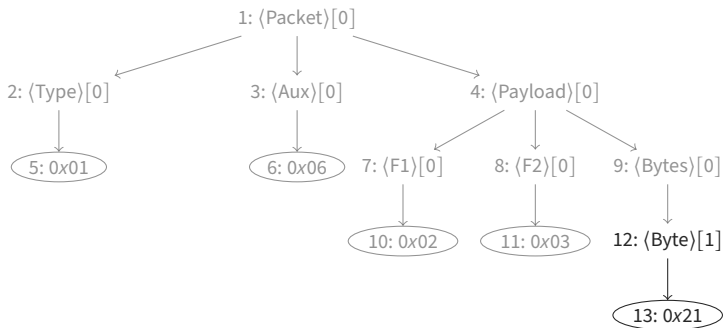 1: ⟨Packet⟩[0]
2: ⟨Type⟩[0] 3: ⟨Aux⟩[0] 4: ⟨Payload⟩[0]
5: 0x01 6: 0x06 7: ⟨F1⟩[0] 8: ⟨F2⟩[0] 9: ⟨Bytes⟩[0]
10: 0x02 11: 0x03 12: ⟨Byte⟩[1]
13: 0x21